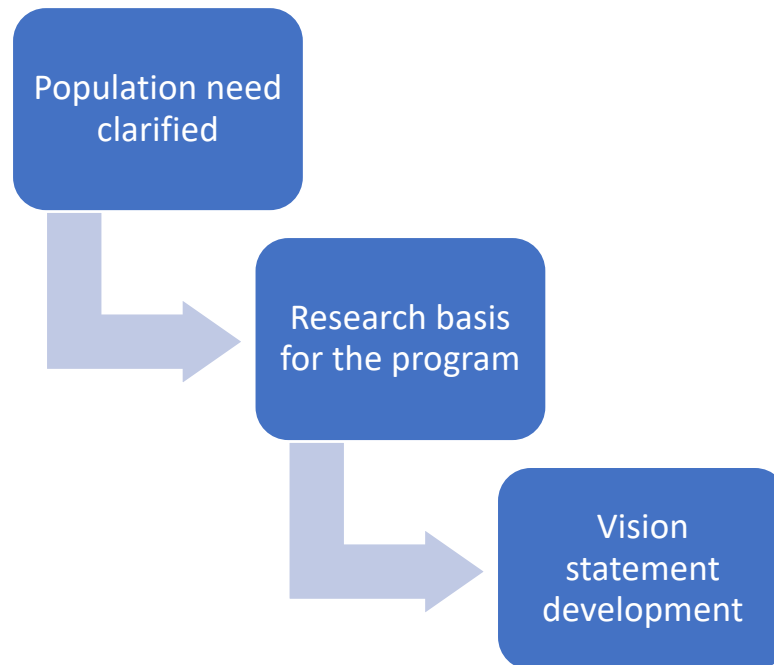 Population need
clarified
Research basis
for the program
Vision
statement
development